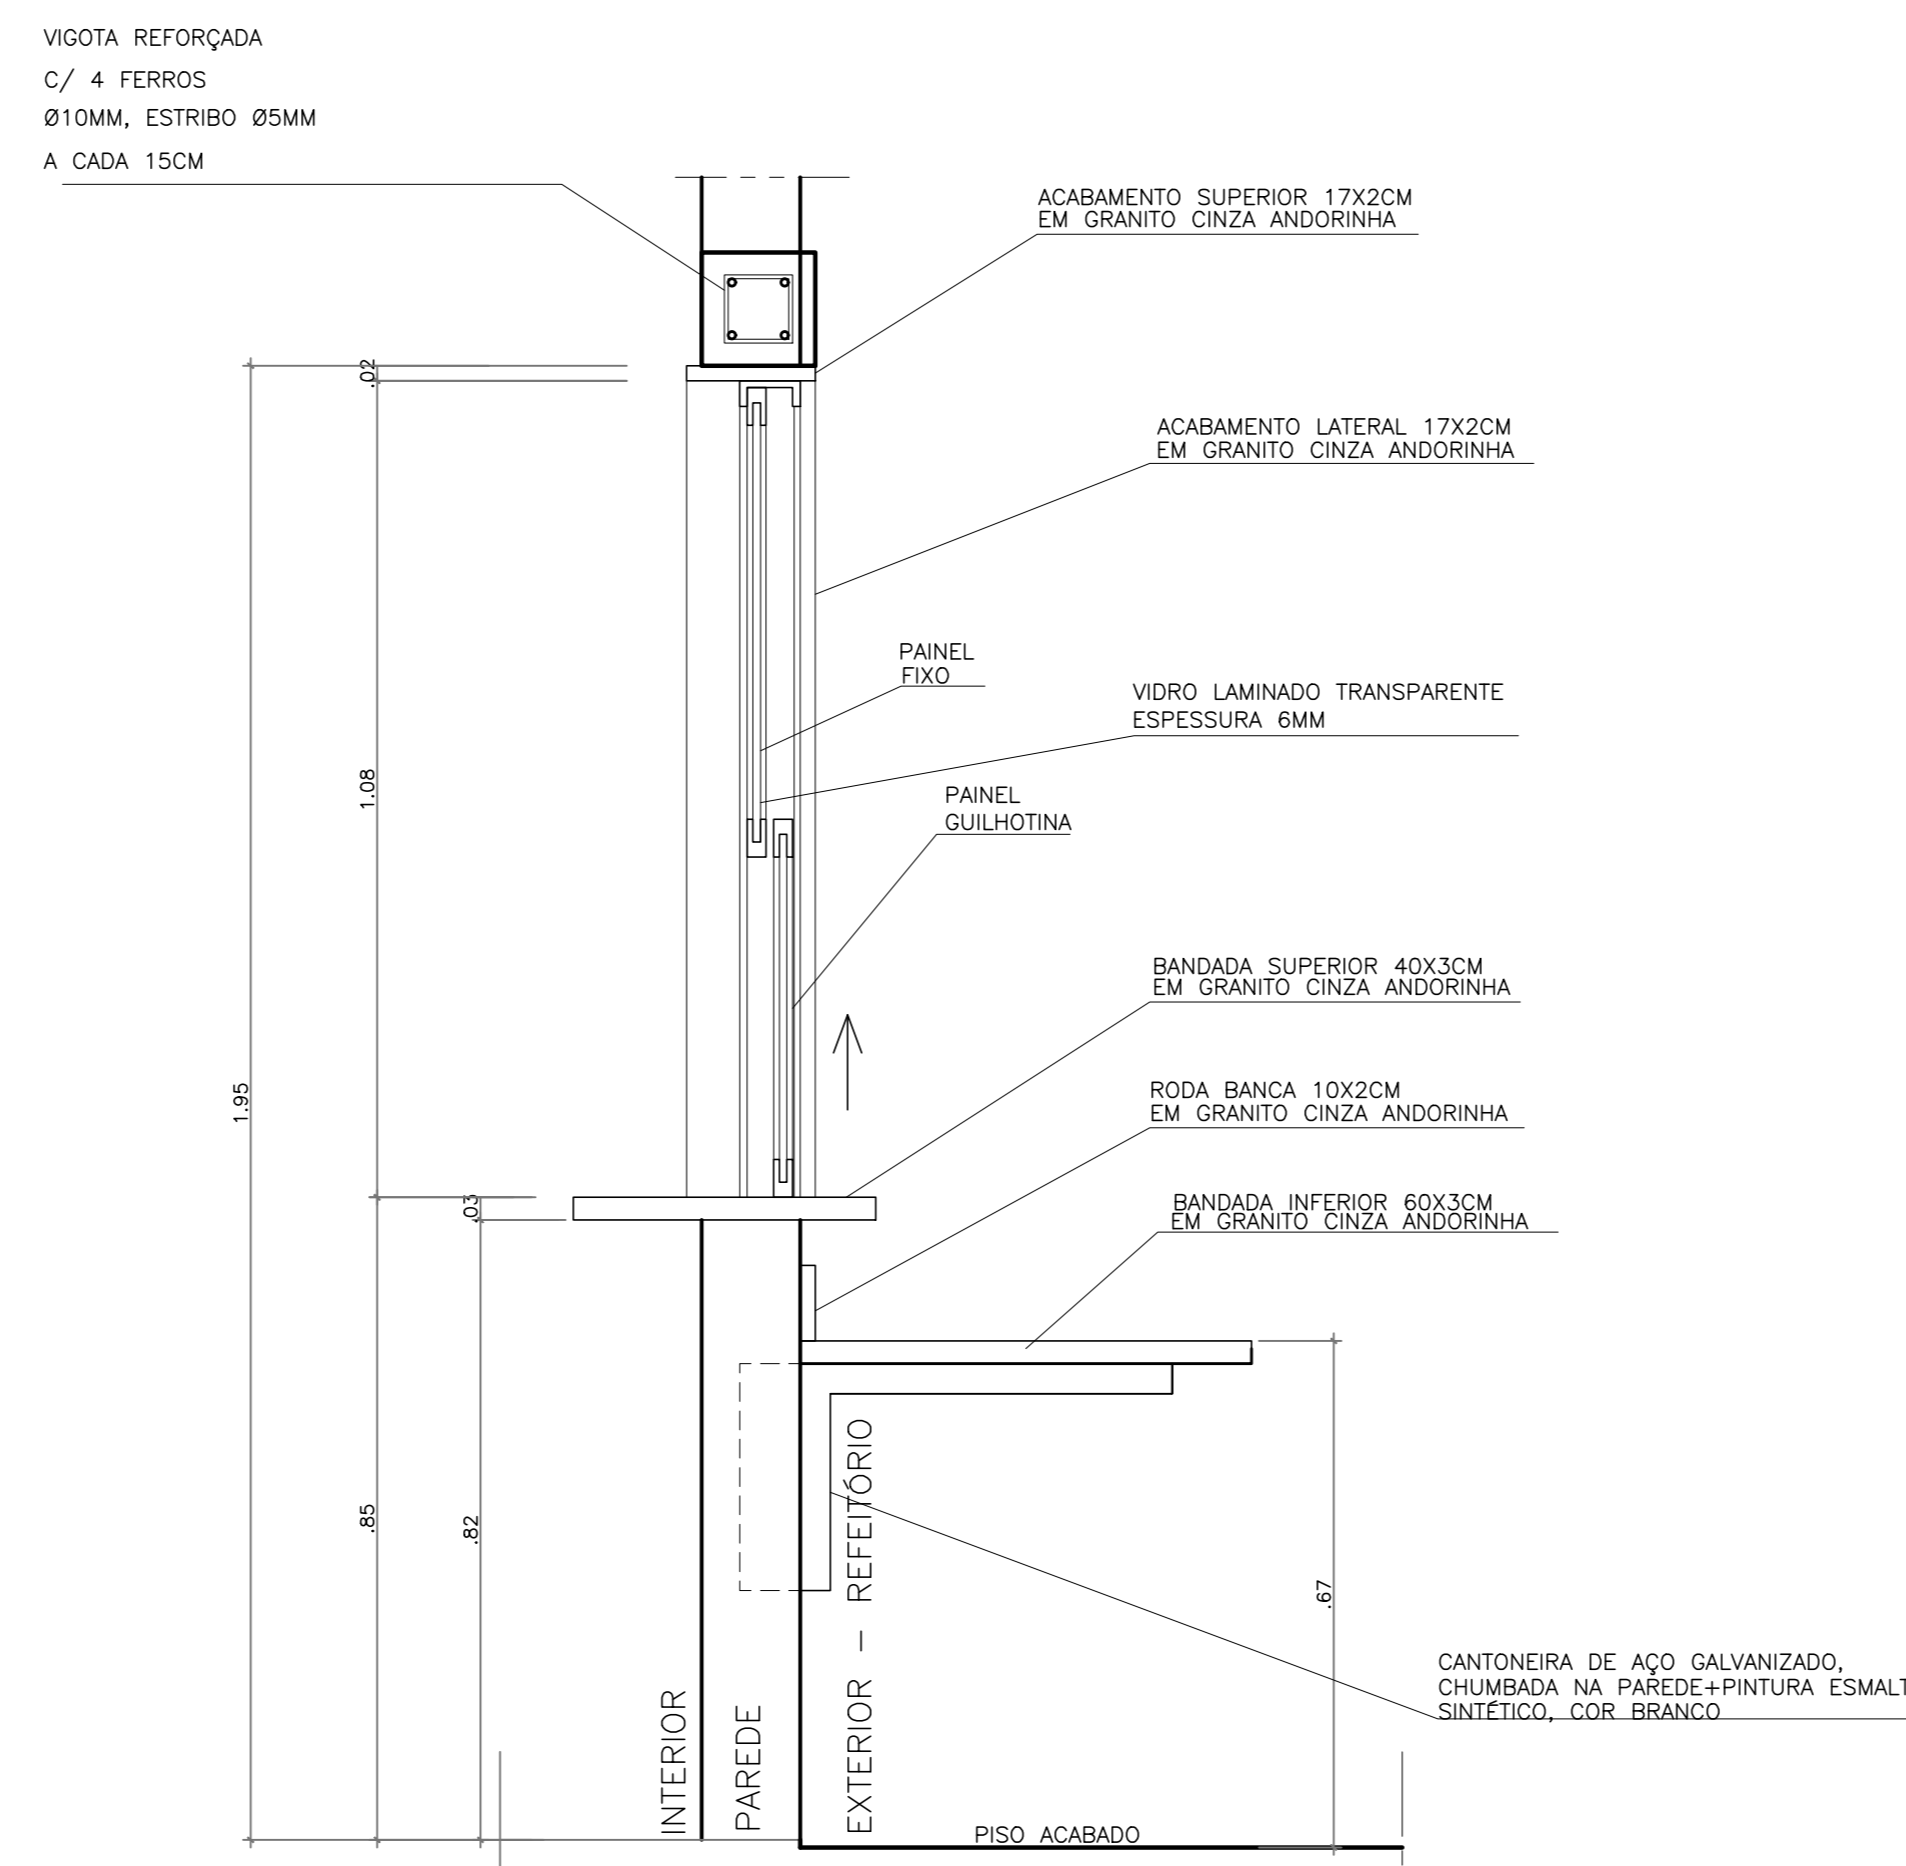 VIGOTA REFORÇADA
C/ 4 FERROS
Ø10MM, ESTRIBO Ø5MM
A CADA 15CM
ACABAMENTO SUPERIOR 17X2CM
EM GRANITO CINZA ANDORINHA
.02
ACABAMENTO LATERAL 17X2CM
EM GRANITO CINZA ANDORINHA
PAINEL
FIXO
VIDRO LAMINADO TRANSPARENTE
ESPESSURA 6MM
1.08
PAINEL
GUILHOTINA
BANDADA SUPERIOR 40X3CM
EM GRANITO CINZA ANDORINHA
1.95
RODA BANCA 10X2CM
EM GRANITO CINZA ANDORINHA
.03
BANDADA INFERIOR 60X3CM
EM GRANITO CINZA ANDORINHA
.85
.82
.67
INTERIOR
PAREDE
EXTERIOR - REFEITÓRIO
CANTONEIRA DE AÇO GALVANIZADO,
CHUMBADA NA PAREDE+PINTURA ESMALT
SINTÉTICO, COR BRANCO
PISO ACABADO